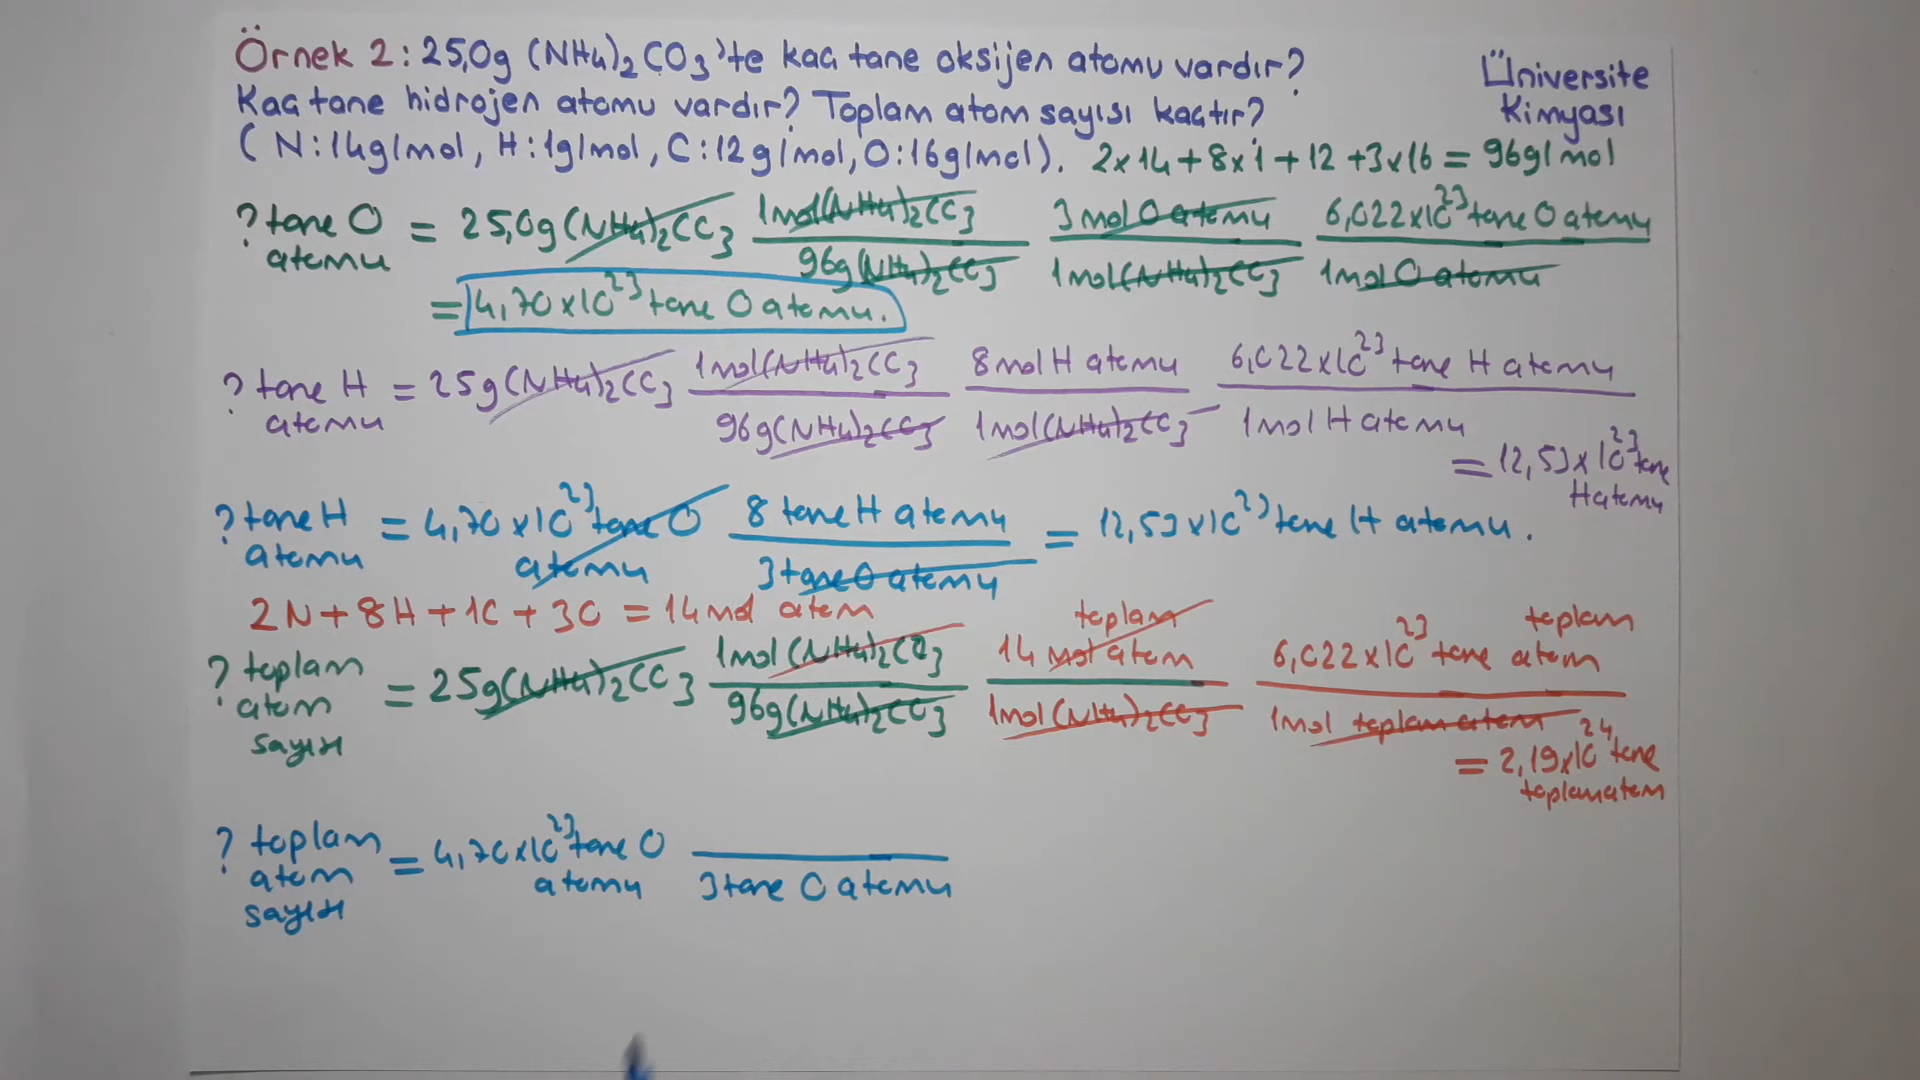 Örnek 2: 25,0g (NH4)2CO3'te kaç tane oksijen atomu vardır?
Kaç tane hidrojen atomu vardır? Toplam atom sayısı kaçtır?
(N:14g/mol, H:1g/mol, C:12g/mol, O:16g/mol). 2x14+8x1+12+3x16=96g/mol
Üniversite
Kimyası
? tane O atomu = 25,0g(NH4)2CO3 1mol(NH4)2CO3 3mol O atomu 6,022x10^23 tane O atomu
96g(NH4)2CO3 1mol(NH4)2CO3 1mol O atomu
= 4,70x10^23 tane O atomu.
? tane H atomu = 25g(NH4)2CO3 1mol(NH4)2CO3 8mol H atomu 6,022x10^23 tane H atomu
96g(NH4)2CO3 1mol(NH4)2CO3 1mol H atomu
= 12,53x10^23 tane H atomu
? tane H atomu = 4,70x10^23 tane O atomu 8 tane H atomu = 12,53x10^23 tane H atomu.
3 tane O atomu
2N+8H+1C+3O=14mol atom
? toplam atom sayısı = 25g(NH4)2CO3 1mol(NH4)2CO3 14 mol toplam atom 6,022x10^23 tane toplam atom
96g(NH4)2CO3 1mol(NH4)2CO3 1mol toplam atom
= 2,19x10^24 tane toplam atom
? toplam atom sayısı = 4,70x10^23 tane O atomu
3 tane O atomu